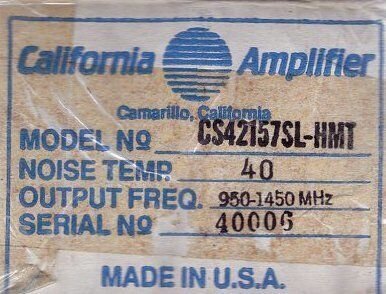 California Amplifier
Camarillo, California
MODEL Nº CS42157SL-HMT
NOISE TEMP. 40
OUTPUT FREQ. 950-1450 MHz
SERIAL Nº 40006
MADE IN U.S.A.